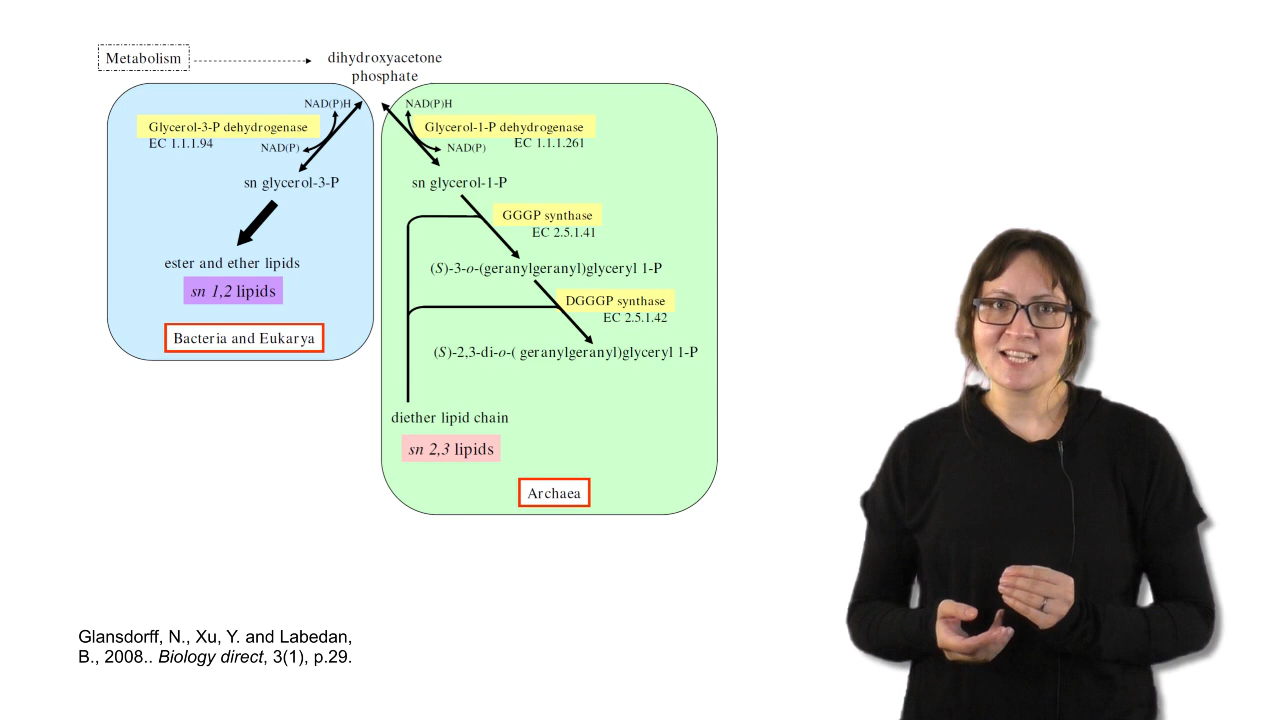 Metabolism
dihydroxyacetone
phosphate
NAD(P)H
Glycerol-3-P dehydrogenase
EC 1.1.1.94
NAD(P)
sn glycerol-3-P
ester and ether lipids
sn 1,2 lipids
Bacteria and Eukarya
NAD(P)H
Glycerol-1-P dehydrogenase
NAD(P)
EC 1.1.1.261
sn glycerol-1-P
GGGP synthase
EC 2.5.1.41
(S)-3-o-(geranylgeranyl)glyceryl 1-P
DGGGP synthase
EC 2.5.1.42
(S)-2,3-di-o-( geranylgeranyl)glyceryl 1-P
diether lipid chain
sn 2,3 lipids
Archaea
Glansdorff, N., Xu, Y. and Labedan,
B., 2008.. Biology direct, 3(1), p.29.